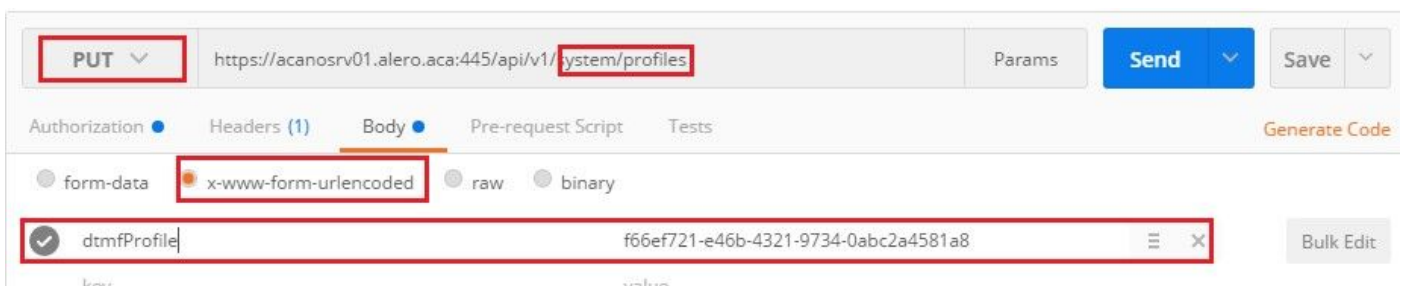 PUT https://acanosrv01.alero.aca:445/api/v1/system/profiles Params Send Save
Authorization Headers (1) Body Pre-request Script Tests Generate Code
form-data x-www-form-urlencoded raw binary
dtmfProfile f66ef721-e46b-4321-9734-0abc2a4581a8 Bulk Edit
key value